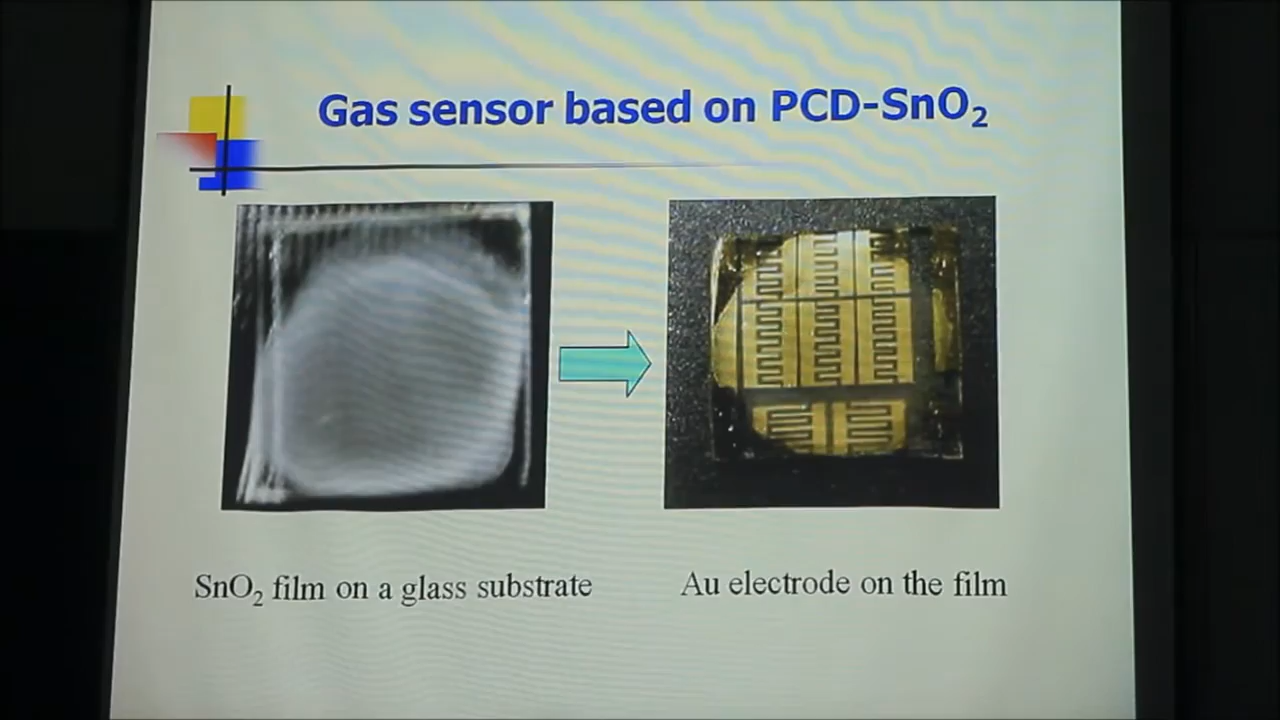 Gas sensor based on PCD-SnO₂
SnO₂ film on a glass substrate
Au electrode on the film